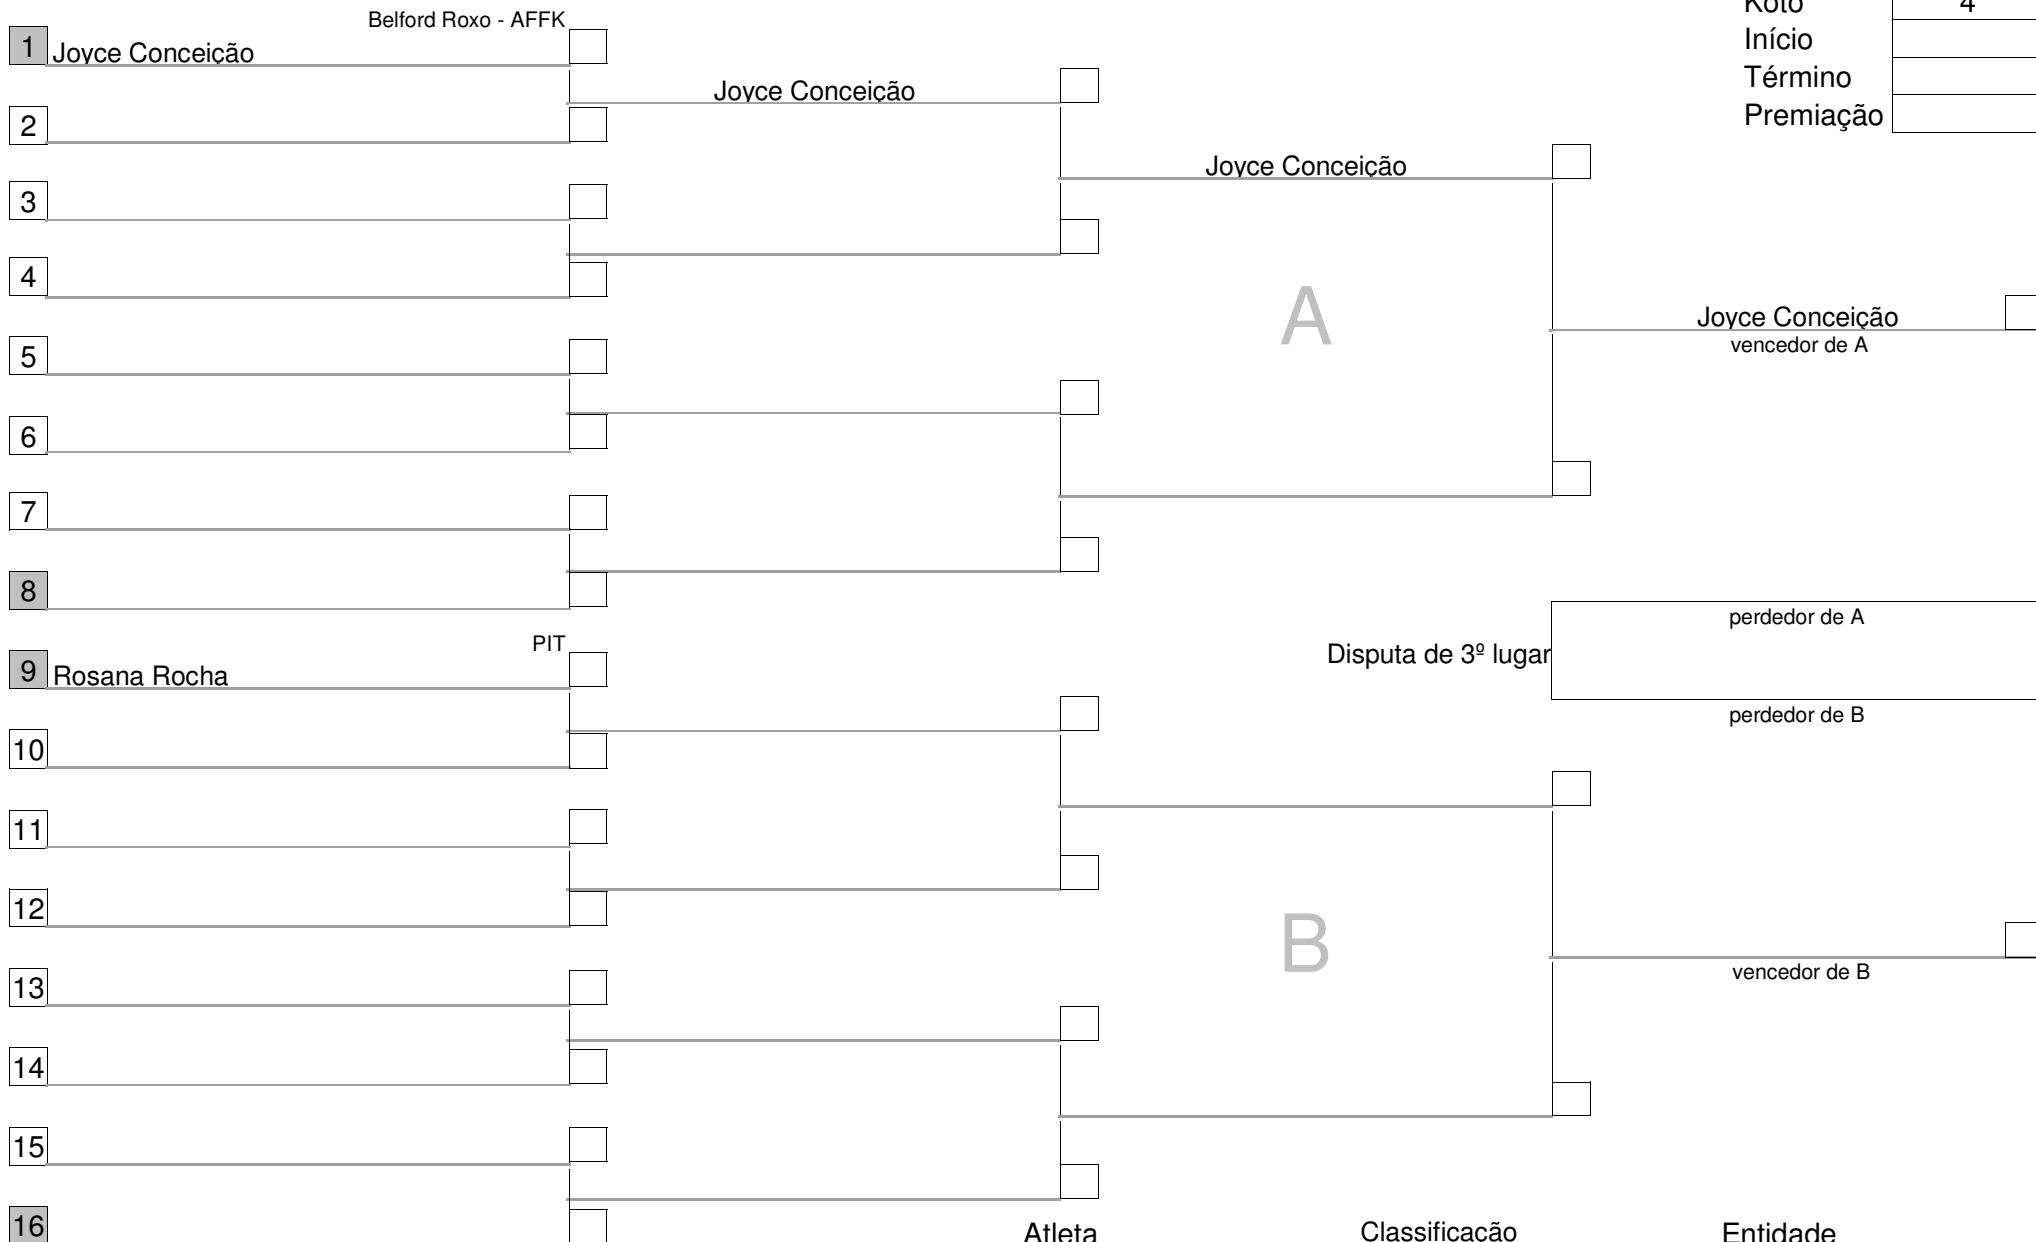 Belford Roxo - AFFK
Koto 4
1 Joyce Conceição
Início
Término
Joyce Conceição
Premiação
2
Joyce Conceição
3
4
A
Joyce Conceição
vencedor de A
5
6
7
8
perdedor de A
PIT
Disputa de 3º lugar
9 Rosana Rocha
perdedor de B
10
11
12
B
vencedor de B
13
14
15
16
Atleta Classificação Entidade